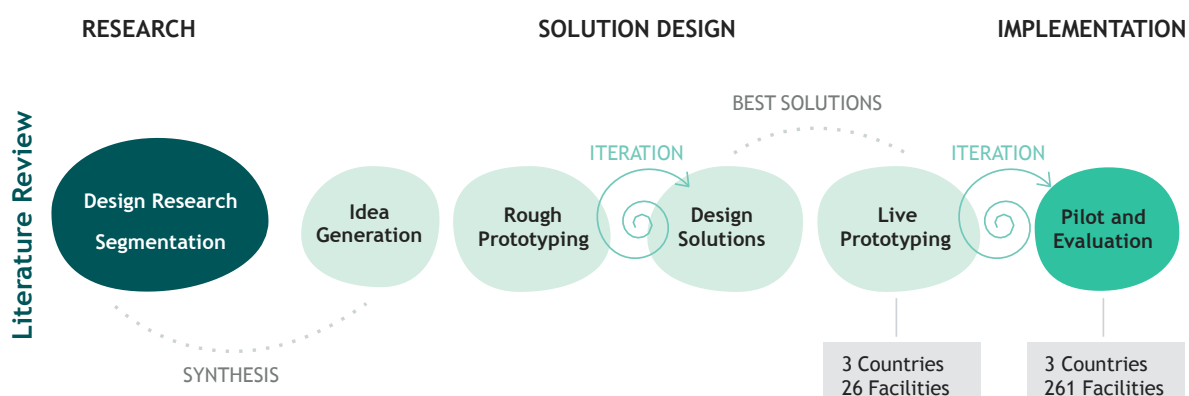 RESEARCH
SOLUTION DESIGN
IMPLEMENTATION
Literature Review
Design Research
Segmentation
SYNTHESIS
Idea
Generation
Rough
Prototyping
ITERATION
Design
Solutions
BEST SOLUTIONS
Live
Prototyping
ITERATION
Pilot and
Evaluation
3 Countries
26 Facilities
3 Countries
261 Facilities